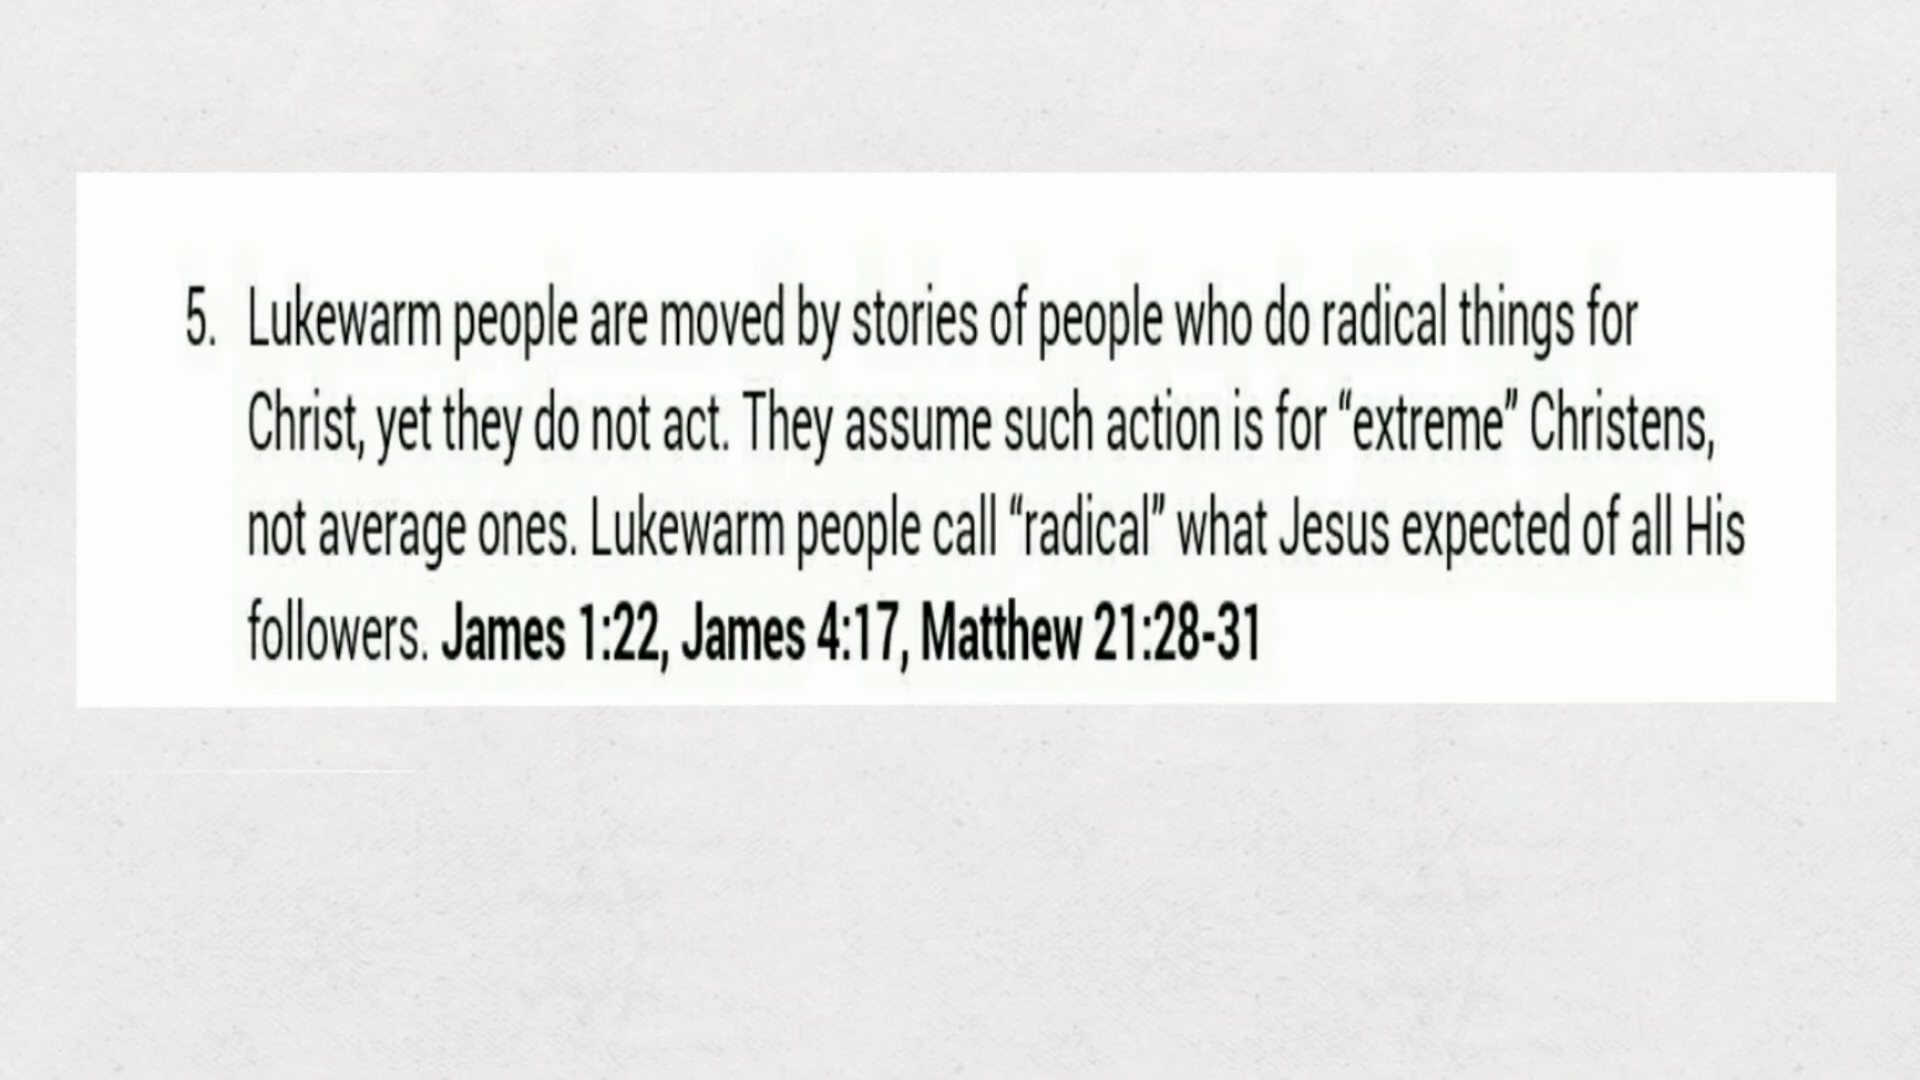 5. Lukewarm people are moved by stories of people who do radical things for
Christ, yet they do not act. They assume such action is for “extreme” Christens,
not average ones. Lukewarm people call “radical” what Jesus expected of all His
followers. James 1:22, James 4:17, Matthew 21:28-31